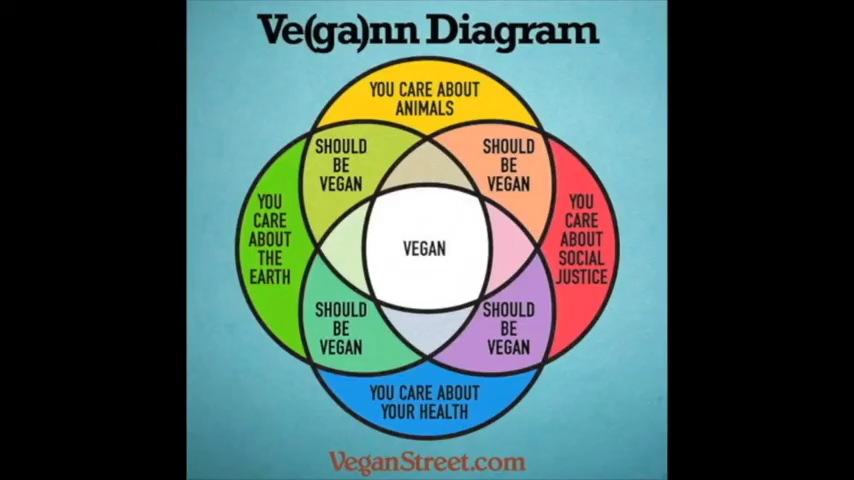 Ve(ga)nn Diagram
YOU CARE ABOUT
ANIMALS
SHOULD
BE
VEGAN
SHOULD
BE
VEGAN
YOU
CARE
ABOUT
THE
EARTH
VEGAN
YOU
CARE
ABOUT
SOCIAL
JUSTICE
SHOULD
BE
VEGAN
SHOULD
BE
VEGAN
YOU CARE ABOUT
YOUR HEALTH
VeganStreet.com